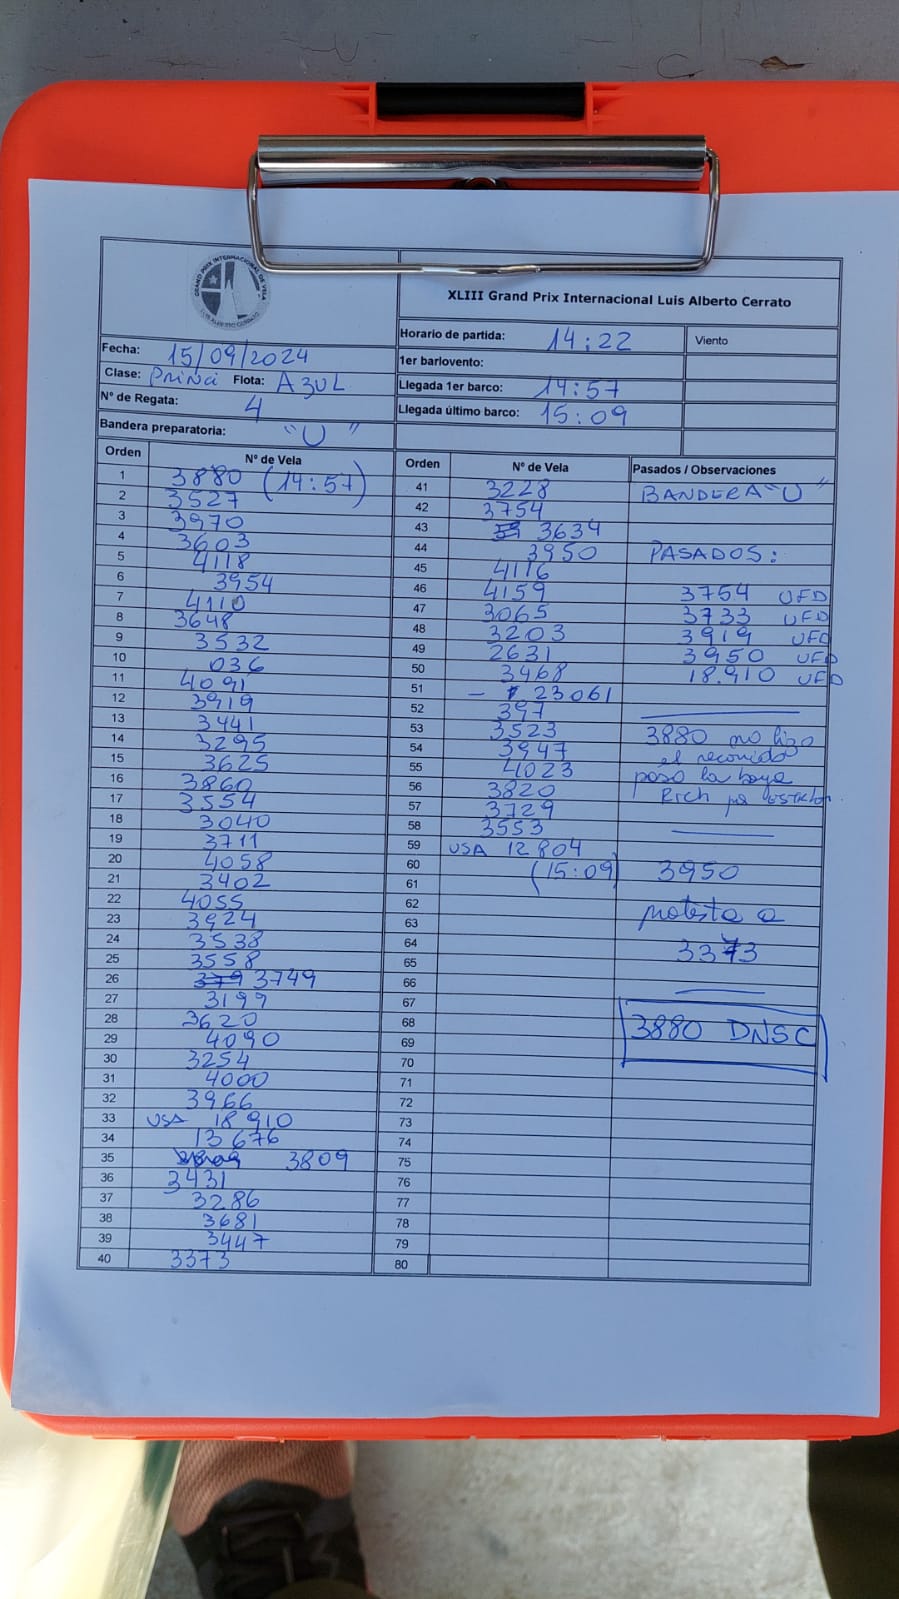 GRAND PRIX INTERNACIONAL DE VELA
LUIS ALBERTO CERRATO
XLIII Grand Prix Internacional Luis Alberto Cerrato
Horario de partida: 14:22 Viento
Fecha: 15/09/2024
1er barlovento:
Clase: Princi Flota: AZUL
Llegada 1er barco: 14:57
Nº de Regata: 4
Llegada último barco: 15:09
Bandera preparatoria: "U"
Orden Nº de Vela
1 3880 (14:57)
2 3527
3 3970
4 3603
5 4118
6 3954
7 4110
8 3648
9 3532
10 036
11 4091
12 3919
13 3441
14 3295
15 3625
16 3860
17 3554
18 3040
19 3711
20 4058
21 3402
22 4055
23 3924
24 3538
25 3558
26 379 3749
27 3199
28 3620
29 4090
30 3254
31 4000
32 3966
33 USA 18910
34 13676
35 3809
36 3431
37 3286
38 3681
39 3447
40 3373
Orden Nº de Vela
41 3228
42 3754
43 3634
44 3950
45 4116
46 4159
47 3065
48 3203
49 2631
50 3468
51 - 23061
52 397
53 3523
54 3947
55 4023
56 3820
57 3729
58 3553
59 USA 12804
60 (15:09)
61
62
63
64
65
66
67
68
69
70
71
72
73
74
75
76
77
78
79
80
Pasados / Observaciones
BANDERA "U"
PASADOS:
3754 UFD
3733 UFD
3919 UFD
3950 UFD
18.910 UFD
3880 no hizo
el recorrido
paso la boya
Rich
3950
protesta a
3373
3880 DNSC